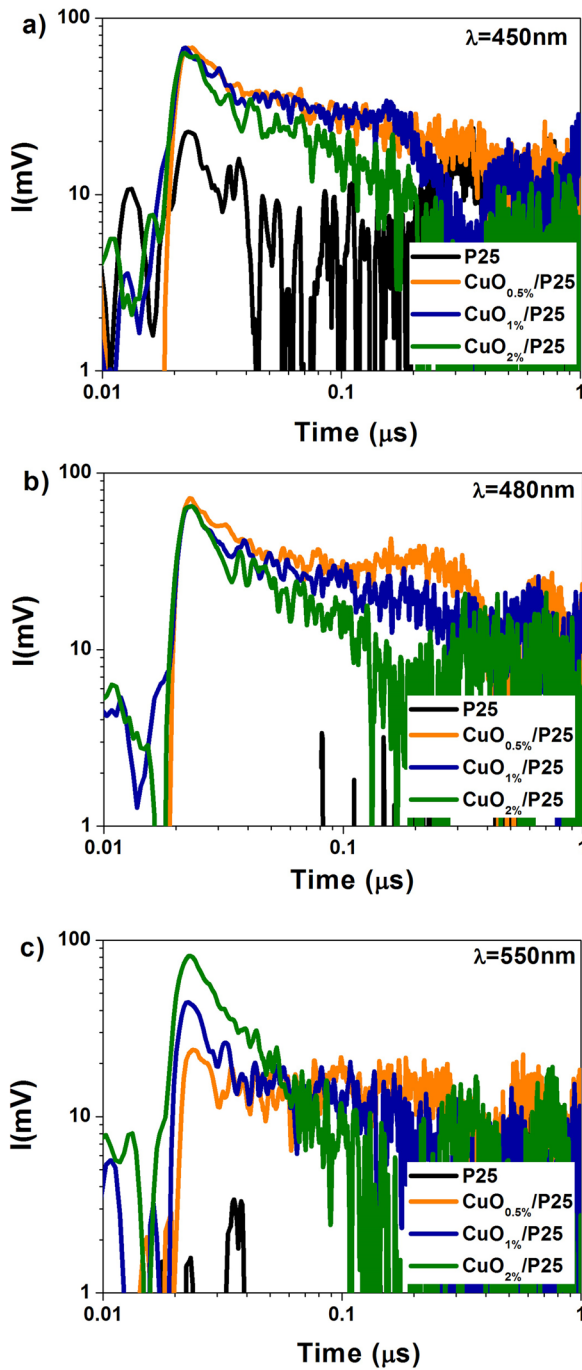 a)
λ=450nm
100
10
1
I(mV)
P25
CuO0.5%/P25
CuO1%/P25
CuO2%/P25
0.01
0.1
1
Time (μs)
b)
λ=480nm
100
10
1
I(mV)
P25
CuO0.5%/P25
CuO1%/P25
CuO2%/P25
0.01
0.1
1
Time (μs)
c)
λ=550nm
100
10
1
I(mV)
P25
CuO0.5%/P25
CuO1%/P25
CuO2%/P25
0.01
0.1
1
Time (μs)